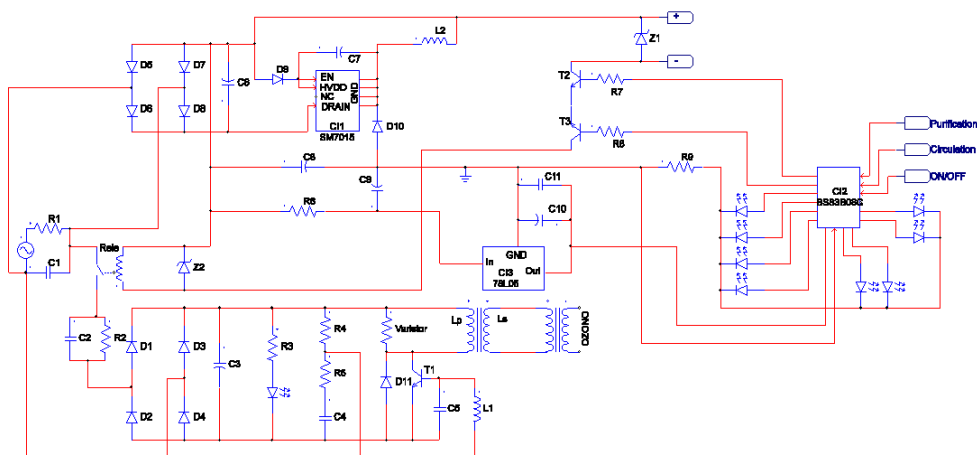 +
L2
Z1
C7
-
D5
D7
C6
D9
EN
HVDD
NC
DRAIN
GND
T2
R7
D6
D8
CI1
SM7015
D10
T3
R8
Purification
Circulation
ON/OFF
R9
C8
C9
C11
CI2
BS83B08C
R6
C10
R1
GND
Rele
In
Out
CI3
78L05
C1
Z2
C2
R2
D1
D3
C3
R3
R4
Varistor
Lp
Ls
OZONO
R5
D11
T1
D2
D4
C4
C5
L1